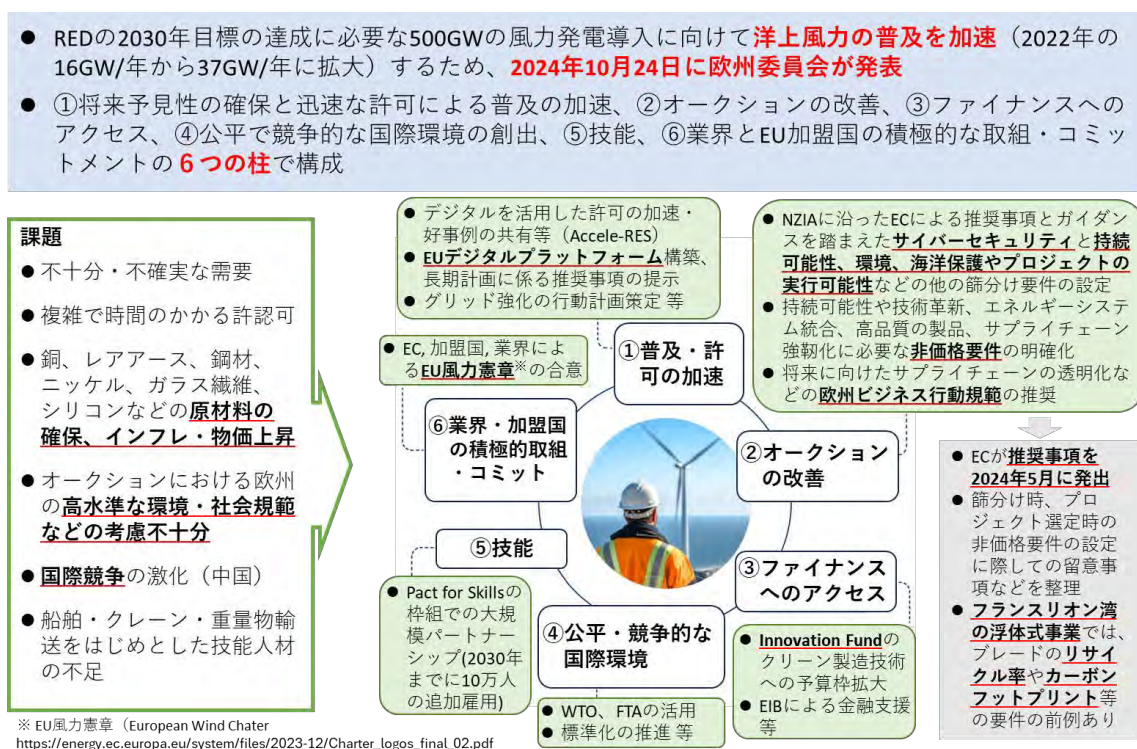 ● REDの2030年目標の達成に必要な500GWの風力発電導入に向けて洋上風力の普及を加速（2022年の
16GW/年から37GW/年に拡大）するため、2024年10月24日に欧州委員会が発表
● ①将来予見性の確保と迅速な許可による普及の加速、②オークションの改善、③ファイナンスへの
アクセス、④公平で競争的な国際環境の創出、⑤技能、⑥業界とEU加盟国の積極的な取組・コミッ
トメントの６つの柱で構成
課題
● 不十分・不確実な需要
● 複雑で時間のかかる許認可
● 銅、レアアース、鋼材、
ニッケル、ガラス繊維、
シリコンなどの原材料の
確保、インフレ・物価上昇
● オークションにおける欧州
の高水準な環境・社会規範
などの考慮不十分
● 国際競争の激化（中国）
● 船舶・クレーン・重量物輸
送をはじめとした技能人材
の不足
● デジタルを活用した許可の加速・
好事例の共有等（Accele-RES）
● EUデジタルプラットフォーム構築、
長期計画に係る推奨事項の提示
● グリッド強化の行動計画策定 等
①普及・許
可の加速
● NZIAに沿ったECによる推奨事項とガイダン
スを踏まえたサイバーセキュリティと持続
可能性、環境、海洋保護やプロジェクトの
実行可能性などの他の篩分け要件の設定
● 持続可能性や技術革新、エネルギーシステ
ム統合、高品質の製品、サプライチェーン
強靭化に必要な非価格要件の明確化
● 将来に向けたサプライチェーンの透明化な
どの欧州ビジネス行動規範の推奨
②オークション
の改善
● ECが推奨事項を
2024年5月に発出
● 篩分け時、プロ
ジェクト選定時の
非価格要件の設定
に際しての留意事
項などを整理
● フランスリオン湾
の浮体式事業では、
ブレードのリサイ
クル率やカーボン
フットプリント等
の要件の前例あり
③ファイナンス
へのアクセス
● Innovation Fundの
クリーン製造技術
への予算枠拡大
● EIBによる金融支援
等
④公平・競争的な
国際環境
● WTO、FTAの活用
● 標準化の推進 等
⑤技能
● Pact for Skillsの
枠組での大規
模パートナー
シップ(2030年
までに10万人
の追加雇用)
● EC, 加盟国, 業界によ
るEU風力憲章※の合意
⑥業界・加盟国
の積極的取組
・コミット
※ EU風力憲章（European Wind Chater
https://energy.ec.europa.eu/system/files/2023-12/Charter_logos_final_02.pdf